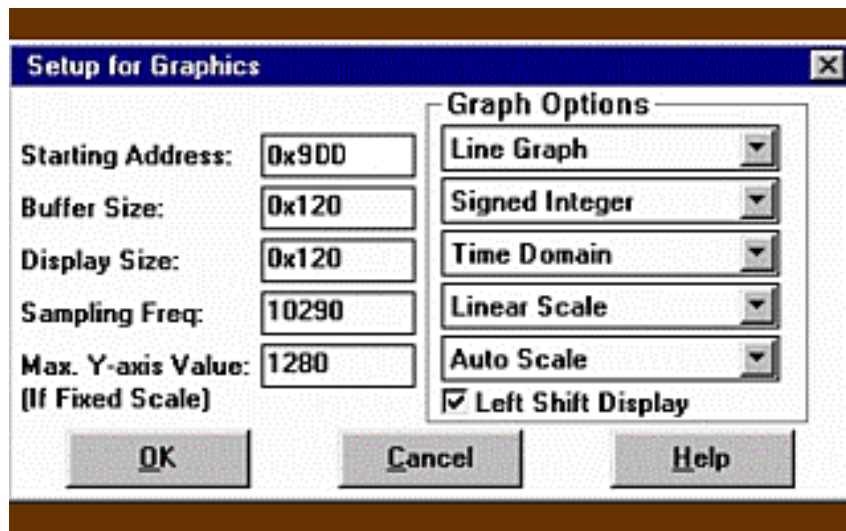 Setup for Graphics
Starting Address: 0x9DD
Buffer Size: 0x120
Display Size: 0x120
Sampling Freq: 10290
Max. Y-axis Value: 1280
(If Fixed Scale)
Graph Options
Line Graph
Signed Integer
Time Domain
Linear Scale
Auto Scale
Left Shift Display
OK
Cancel
Help